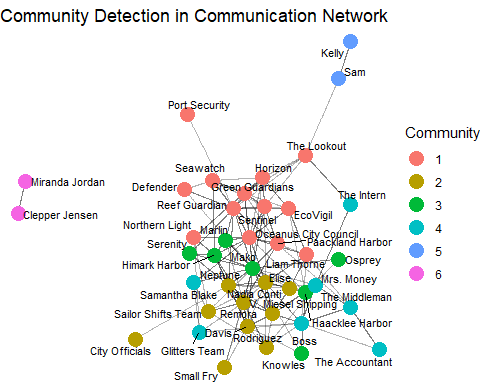 Community Detection in Communication Network
Kelly
Sam
Port Security
The Lookout
Community
1
2
3
4
5
6
Seawatch
Horizon
Miranda Jordan
Defender
Green Guardians
The Intern
Clepper Jensen
Reef Guardian
Sentinel
EcoVigil
Northern Light
Marlin
Oceanus City Council
Serenity
Paackland Harbor
Himark Harbor
Mako
Liam Thorne
Osprey
Neptune
Elise
Mrs. Money
Samantha Blake
Nadia Conti
V. Miesel Shipping
The Middleman
Sailor Shifts Team
Remora
Haacklee Harbor
Davis
Rodriguez
Boss
City Officials
Glitters Team
The Accountant
Small Fry
Knowles